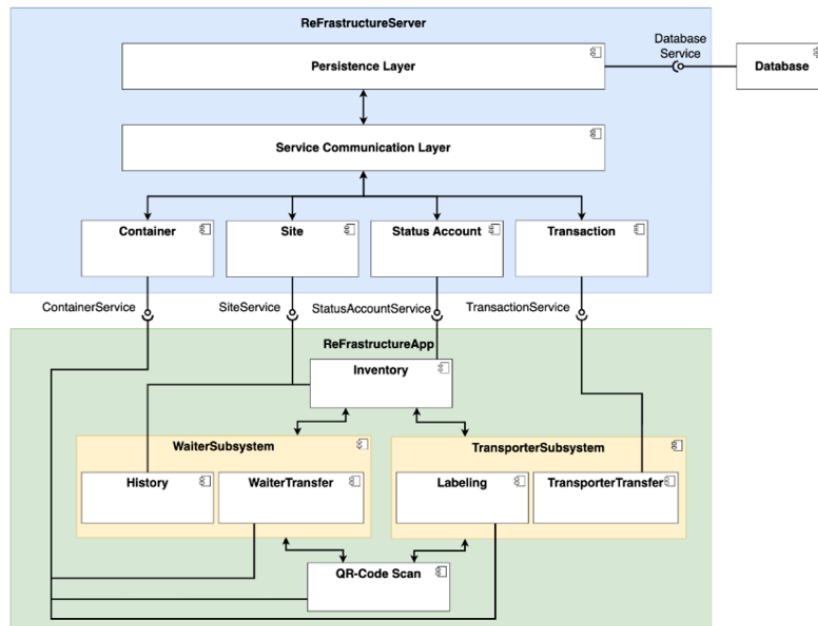 ReFrastructureServer
Database
Service
Persistence Layer
Database
Service Communication Layer
Container
Site
Status Account
Transaction
ContainerService
SiteService
StatusAccountService
TransactionService
ReFrastructureApp
Inventory
WaiterSubsystem
TransporterSubsystem
History
WaiterTransfer
Labeling
TransporterTransfer
QR-Code Scan